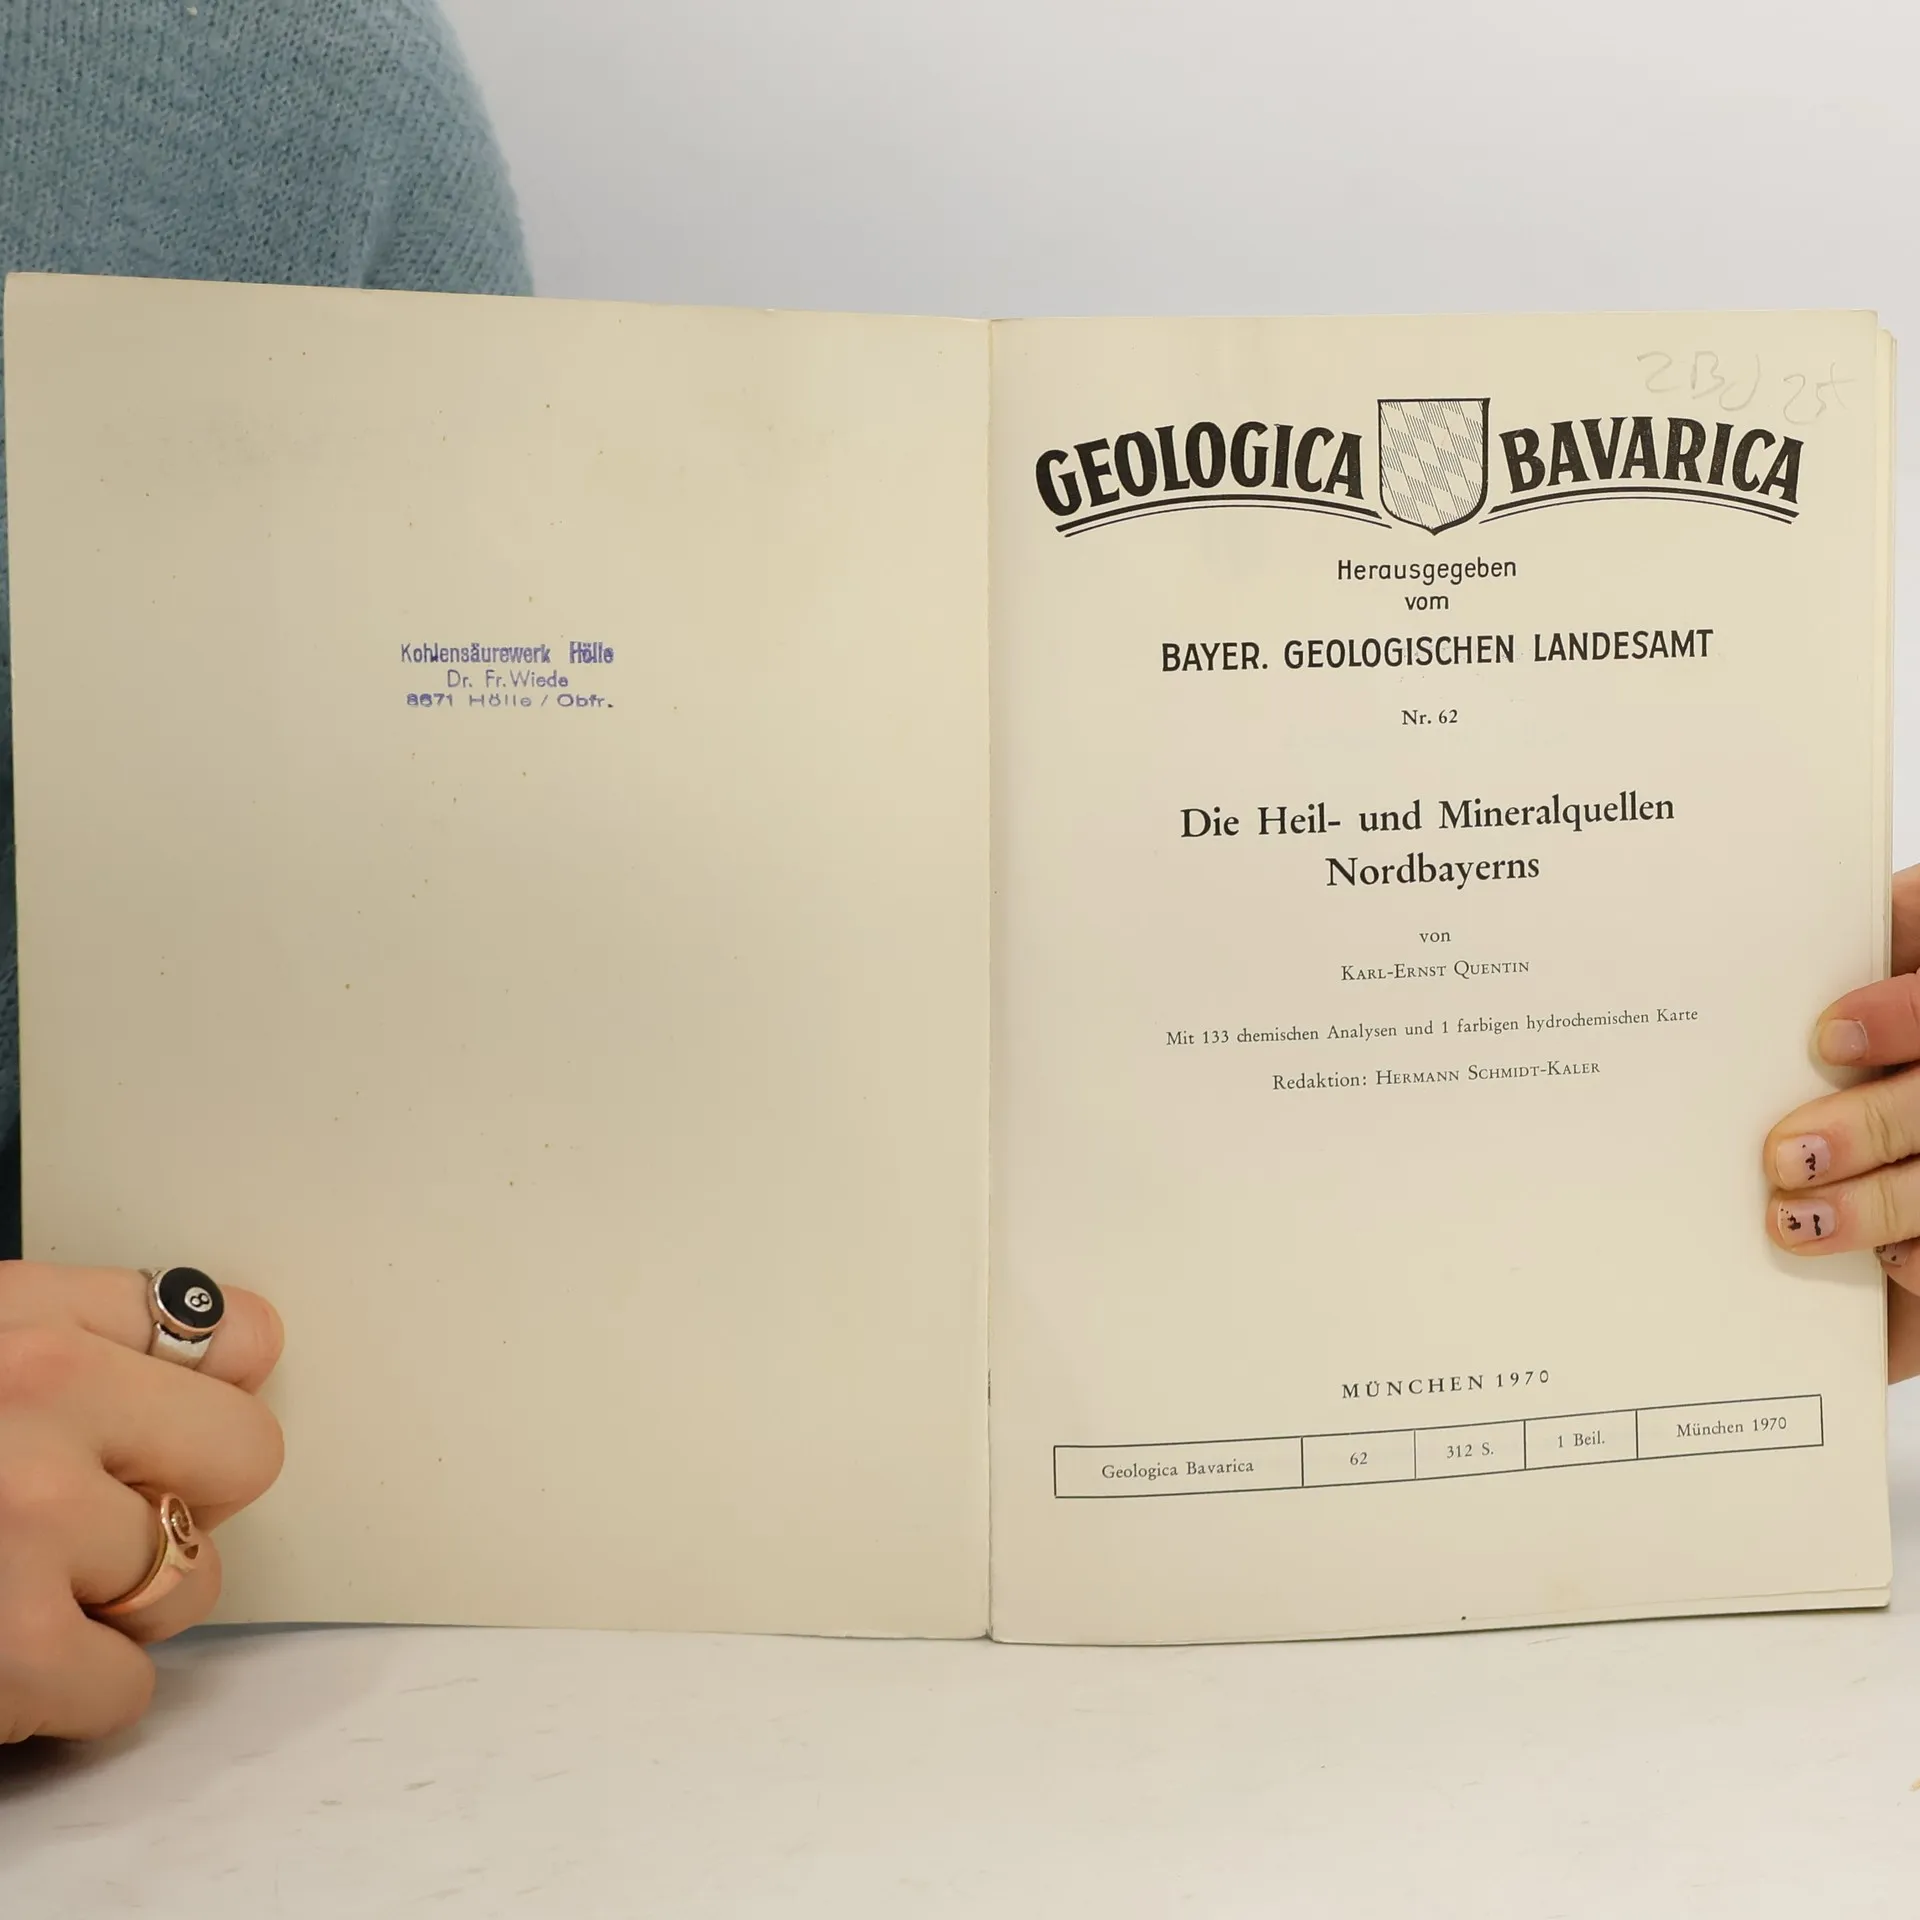 Kohlensäurewerk Hölle
Dr. Fr. Wiede
8671 Hölle / Obfr.
GEOLOGICA BAVARICA
Herausgegeben
vom
BAYER. GEOLOGISCHEN LANDESAMT
Nr. 62
Die Heil- und Mineralquellen
Nordbayerns
von
KARL-ERNST QUENTIN
Mit 133 chemischen Analysen und 1 farbigen hydrochemischen Karte
Redaktion: HERMANN SCHMIDT-KALER
MÜNCHEN 1970
Geologica Bavarica 62 312 S. 1 Beil. München 1970
8